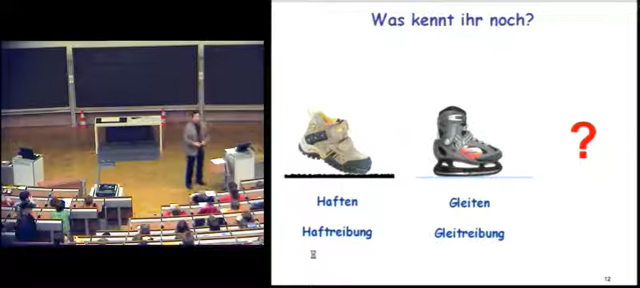 Was kennt ihr noch?
?
Haften
Gleiten
Haftreibung
Gleitreibung
12